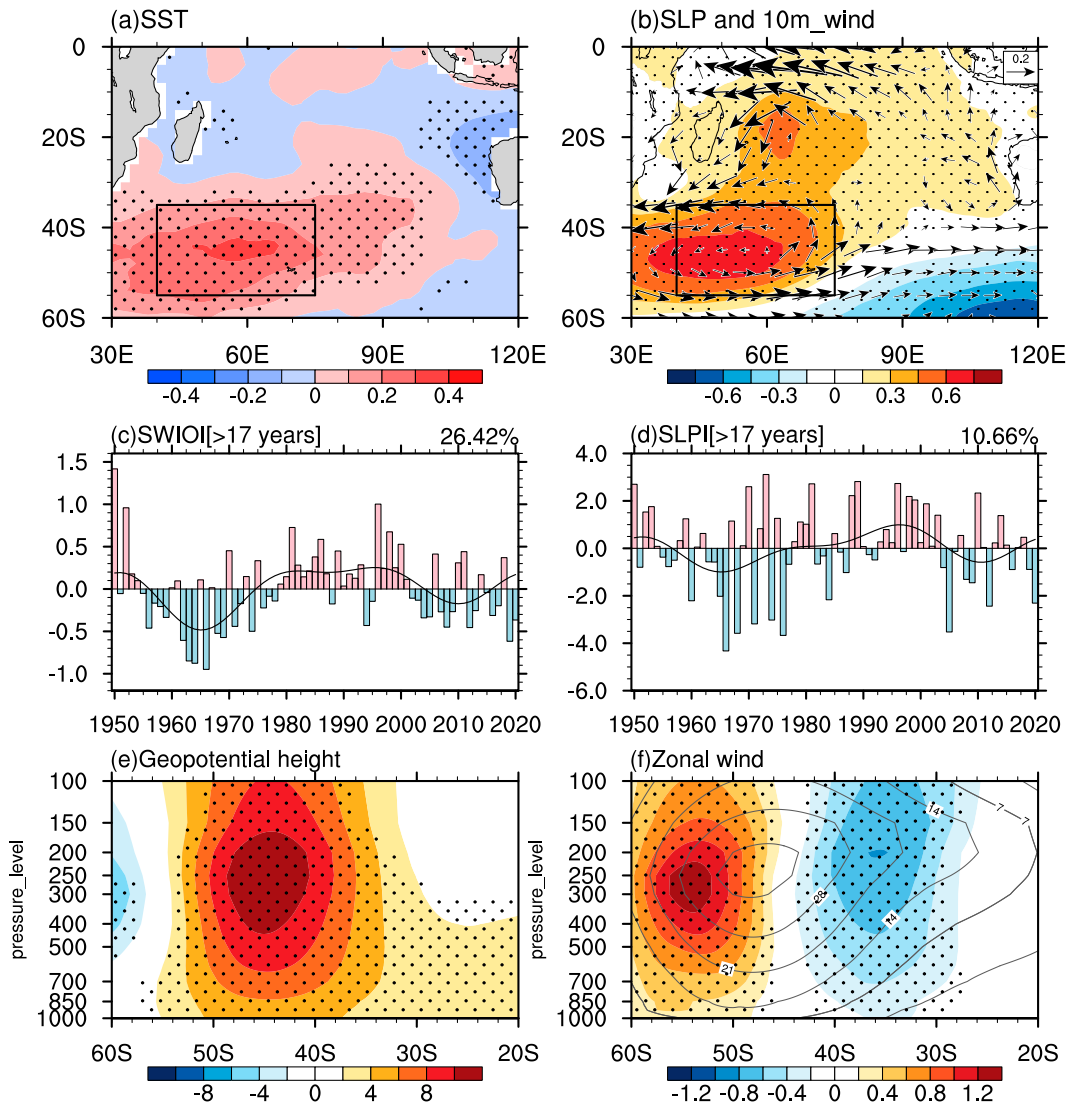 (a)SST
(b)SLP and 10m_wind
0
20S
40S
60S
30E 60E 90E 120E
-0.4 -0.2 0 0.2 0.4
0
20S
40S
60S
0.2
30E 60E 90E 120E
-0.6 -0.3 0 0.3 0.6
(c)SWIOI[>17 years] 26.42%
1.5
1.0
0.5
0.0
-0.5
-1.0
1950 1960 1970 1980 1990 2000 2010 2020
(d)SLPI[>17 years] 10.66%
4.0
2.0
0.0
-2.0
-4.0
-6.0
1950 1960 1970 1980 1990 2000 2010 2020
(e)Geopotential height
pressure_level
100
150
200
250
300
400
500
700
850
1000
60S 50S 40S 30S 20S
-8 -4 0 4 8
(f)Zonal wind
pressure_level
100
150
200
250
300
400
500
700
850
1000
7
7
14
28
14
21
60S 50S 40S 30S 20S
-1.2 -0.8 -0.4 0 0.4 0.8 1.2